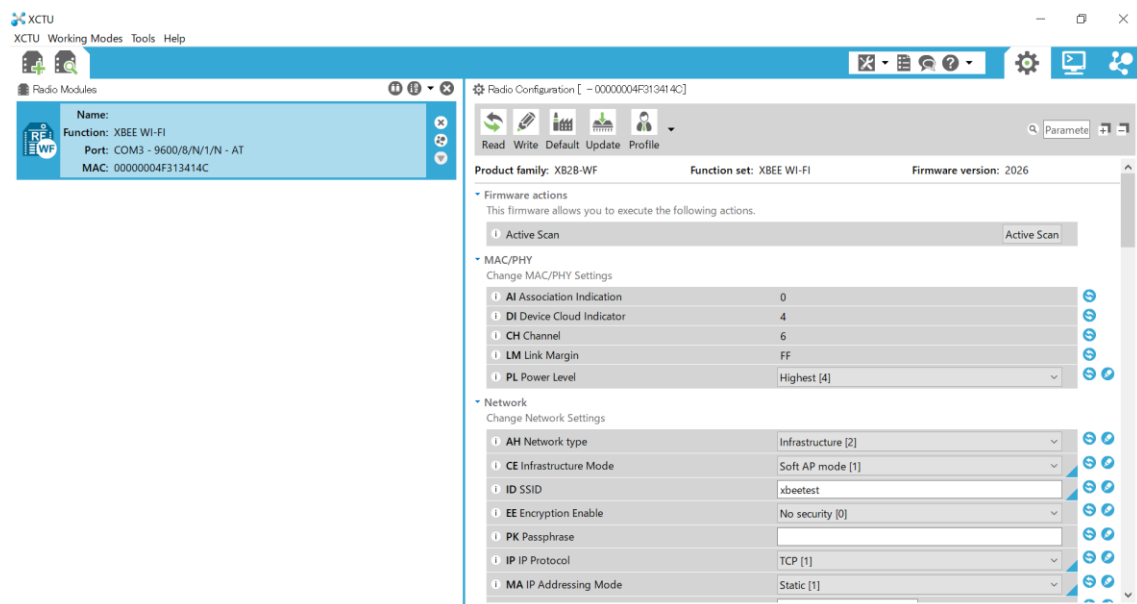 XCTU
XCTU Working Modes Tools Help
Radio Modules
Name:
Function: XBEE WI-FI
Port: COM3 - 9600/8/N/1/N - AT
MAC: 00000004F313414C
Radio Configuration [ - 00000004F313414C]
Read Write Default Update Profile
Paramete
Product family: XB2B-WF Function set: XBEE WI-FI Firmware version: 2026
Firmware actions
This firmware allows you to execute the following actions.
Active Scan Active Scan
MAC/PHY
Change MAC/PHY Settings
AI Association Indication 0
DI Device Cloud Indicator 4
CH Channel 6
LM Link Margin FF
PL Power Level Highest [4]
Network
Change Network Settings
AH Network type Infrastructure [2]
CE Infrastructure Mode Soft AP mode [1]
ID SSID xbeetest
EE Encryption Enable No security [0]
PK Passphrase
IP IP Protocol TCP [1]
MA IP Addressing Mode Static [1]